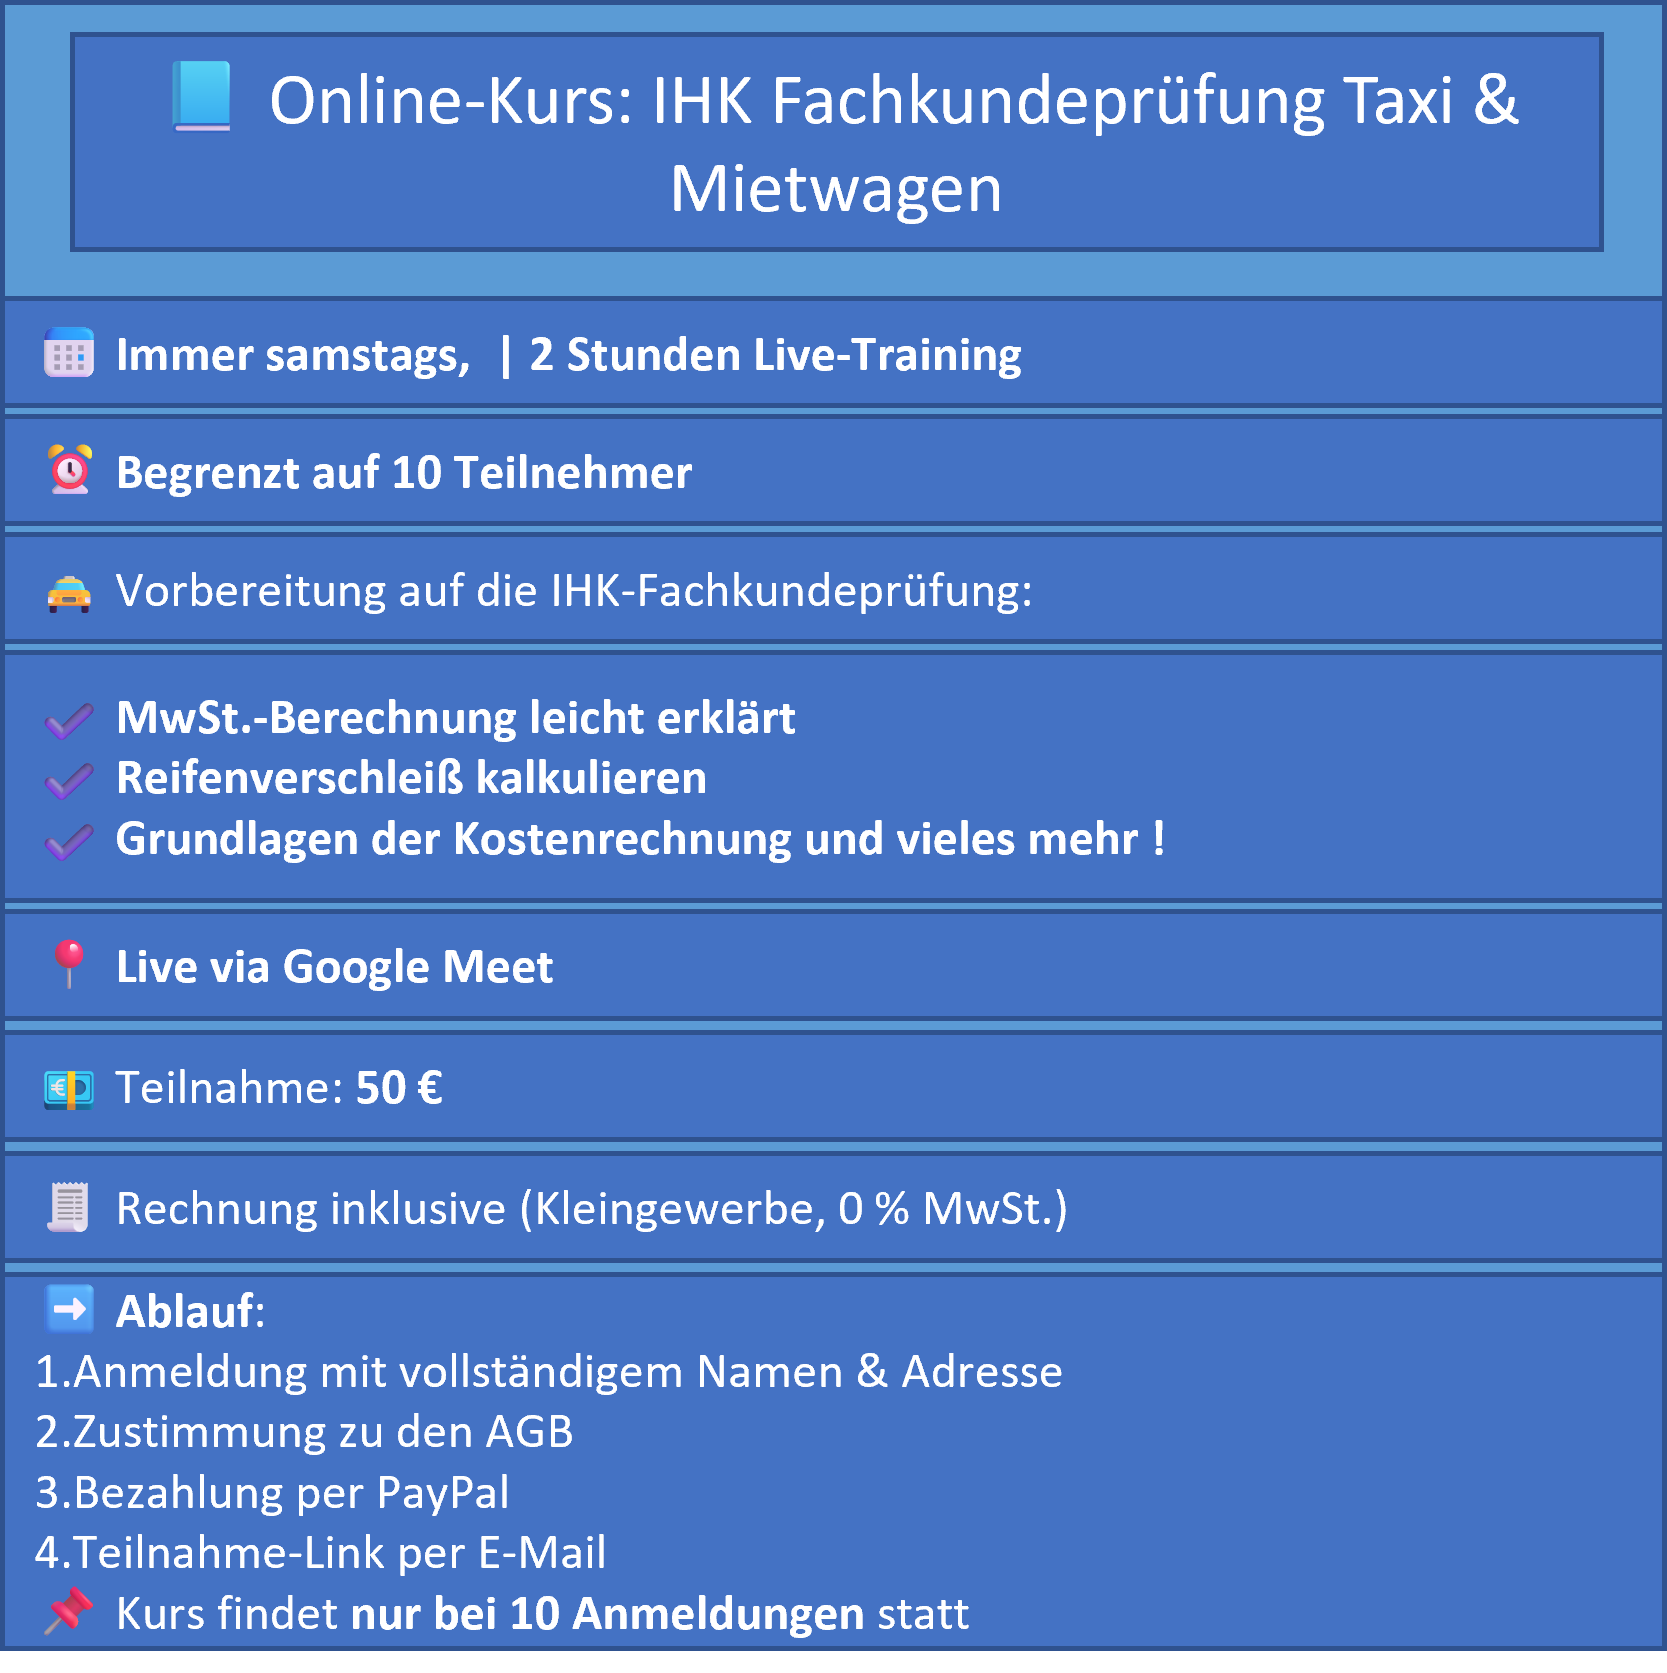 Online-Kurs: IHK Fachkundeprüfung Taxi &
Mietwagen
Immer samstags,  | 2 Stunden Live-Training
Begrenzt auf 10 Teilnehmer
Vorbereitung auf die IHK-Fachkundeprüfung:
MwSt.-Berechnung leicht erklärt
Reifenverschleiß kalkulieren
Grundlagen der Kostenrechnung und vieles mehr !
Live via Google Meet
Teilnahme: 50 €
Rechnung inklusive (Kleingewerbe, 0 % MwSt.)
Ablauf:
1.Anmeldung mit vollständigem Namen & Adresse
2.Zustimmung zu den AGB
3.Bezahlung per PayPal
4.Teilnahme-Link per E-Mail
Kurs findet nur bei 10 Anmeldungen statt